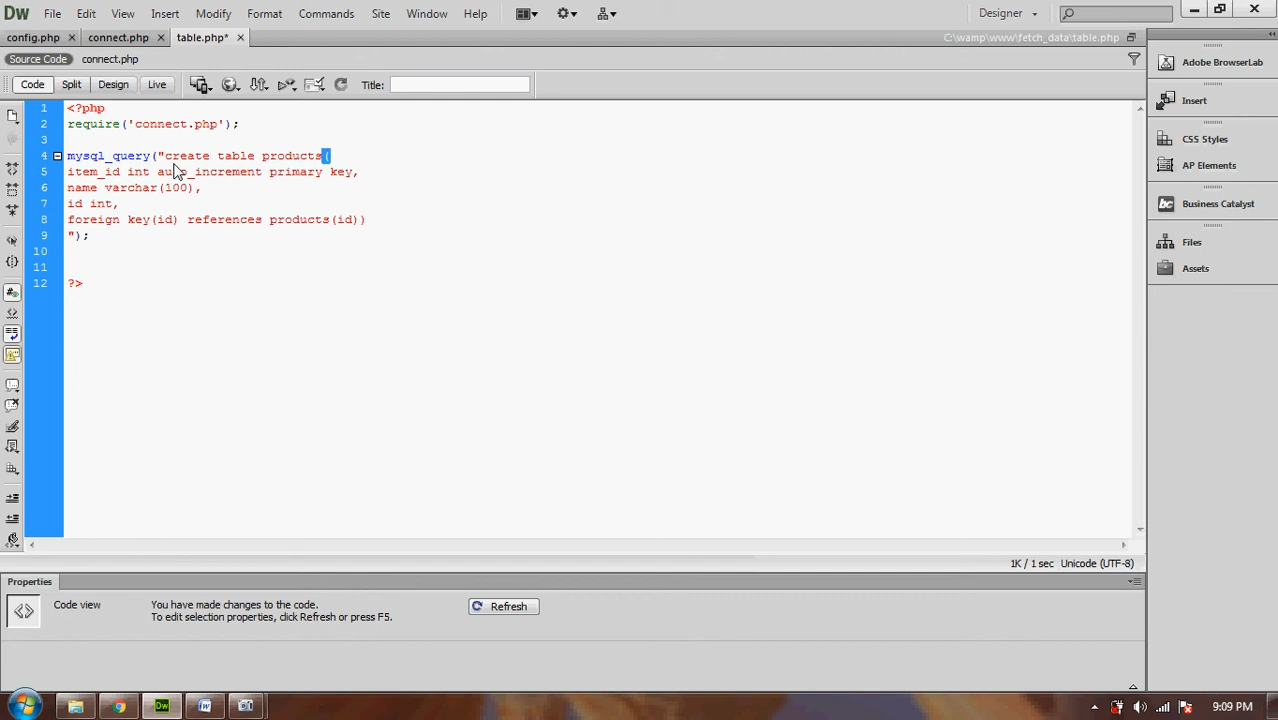 Dw File Edit View Insert Modify Format Commands Site Window Help Designer
config.php connect.php table.php* C:\wamp\www\fetch_data\table.php
Source Code connect.php
Code Split Design Live Title:
1 <?php
2 require('connect.php');
3
4 mysql_query("create table products(
5 item_id int auto_increment primary key,
6 name varchar(100),
7 id int,
8 foreign key(id) references products(id))
9 ");
10
11
12 ?>
Adobe BrowserLab
Insert
CSS Styles
AP Elements
Business Catalyst
Files
Assets
1K / 1 sec Unicode (UTF-8)
Properties
Code view You have made changes to the code. Refresh
To edit selection properties, click Refresh or press F5.
Dw W 9:09 PM